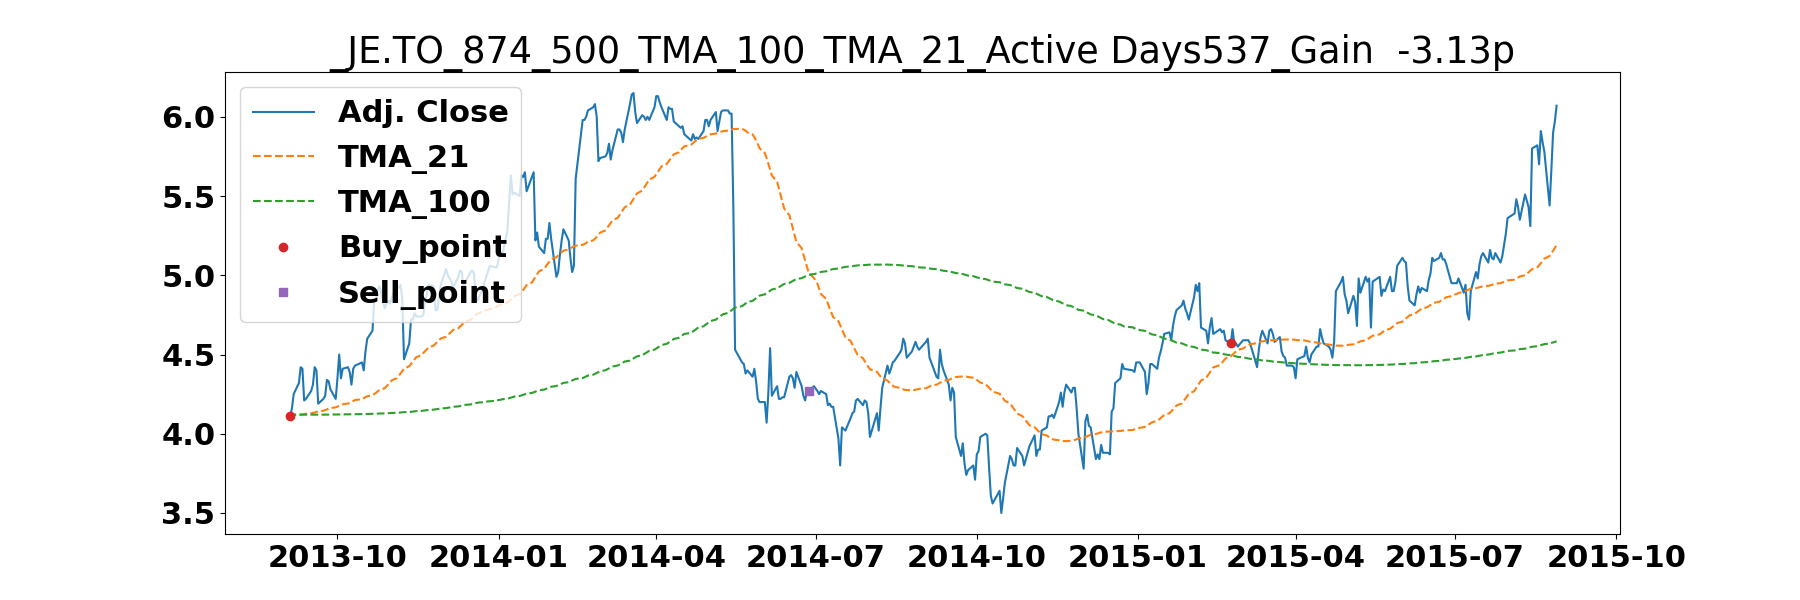 _JE.TO_874_500_TMA_100_TMA_21_Active Days537_Gain  -3.13p
Adj. Close
TMA_21
TMA_100
Buy_point
Sell_point
6.0
5.5
5.0
4.5
4.0
3.5
2013-10 2014-01 2014-04 2014-07 2014-10 2015-01 2015-04 2015-07 2015-10